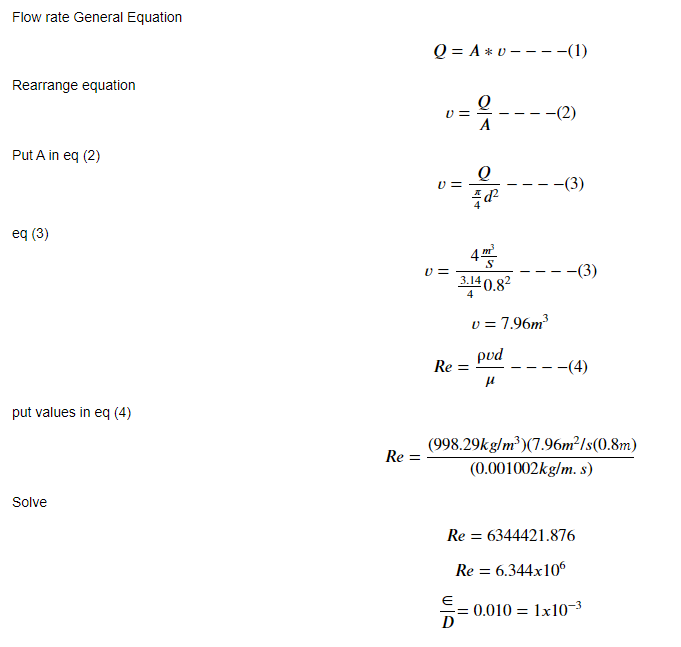 Flow rate General Equation
Q = A * υ − − − −(1)
Rearrange equation
υ = Q/A − − − −(2)
Put A in eq (2)
υ = Q/(π/4 d²) − − − −(3)
eq (3)
υ = (4 m³/S)/(3.14/4 0.8²) − − − −(3)
υ = 7.96m³
Re = ρυd/μ − − − −(4)
put values in eq (4)
Re = (998.29kg/m³)(7.96m²/s(0.8m)/(0.001002kg/m. s)
Solve
Re = 6344421.876
Re = 6.344x10⁶
∈/D = 0.010 = 1x10⁻³